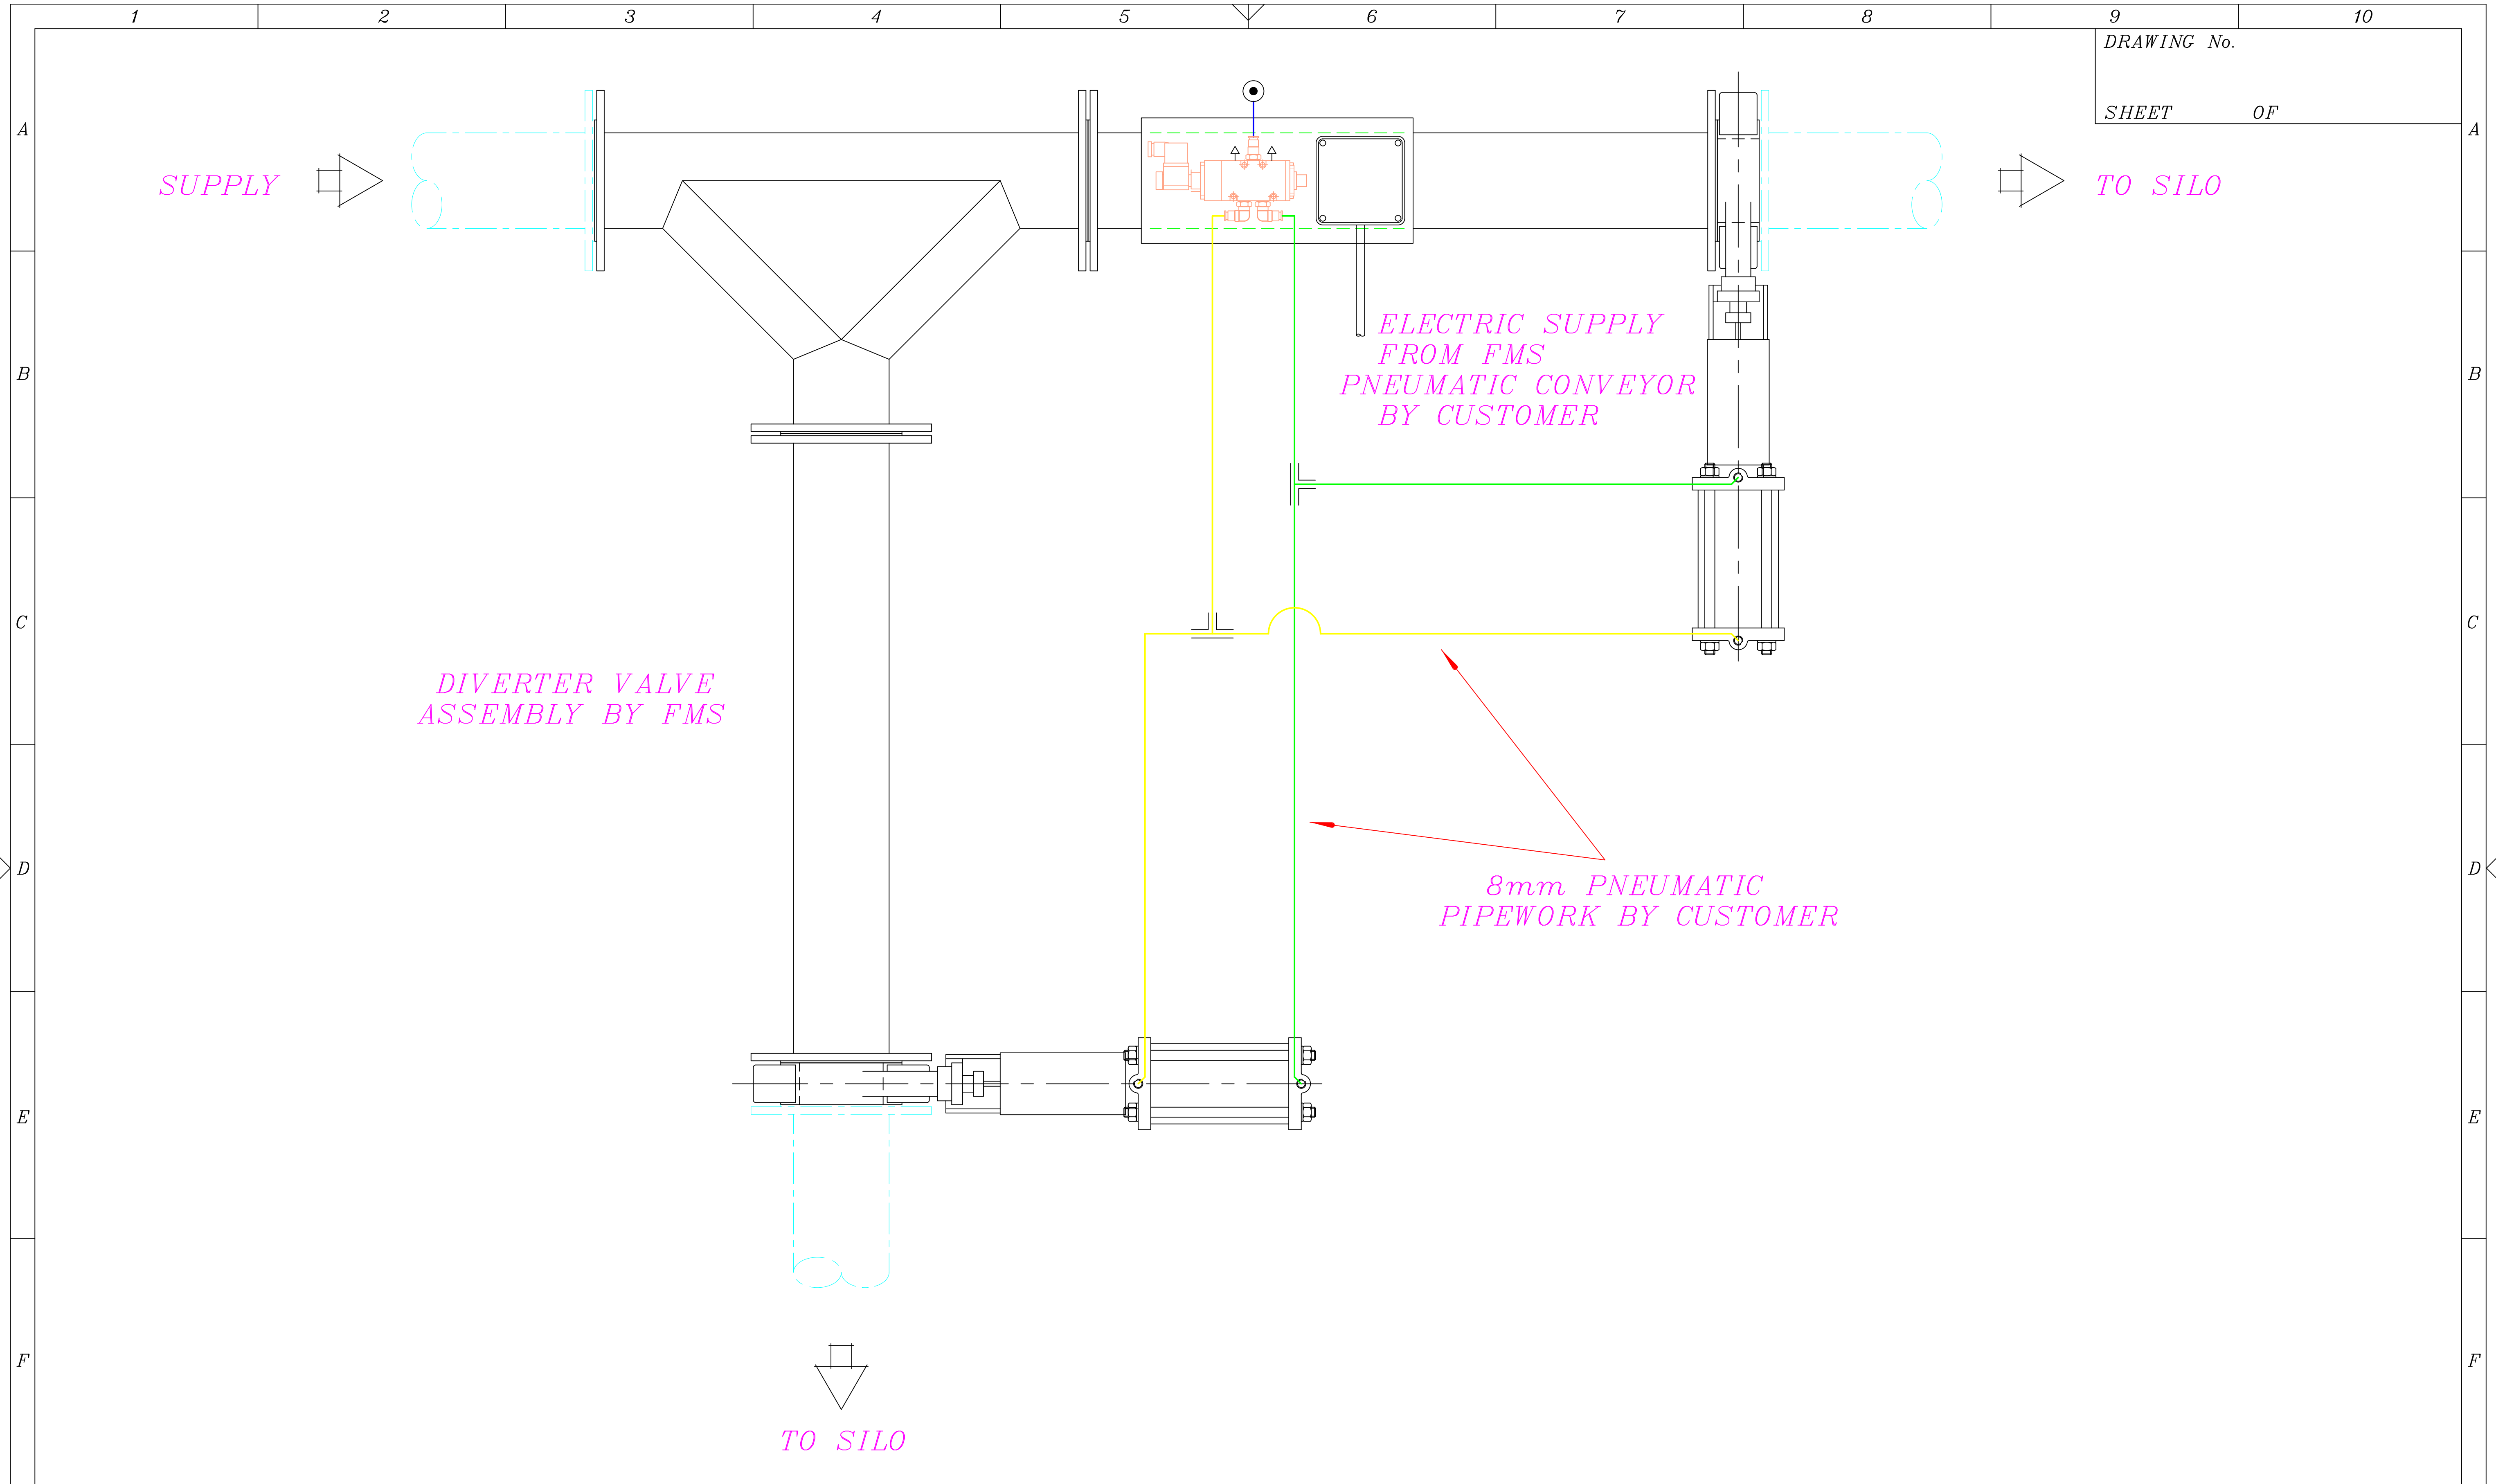 1 2 3 4 5 6 7 8 9 10
DRAWING No.
SHEET OF
A A
SUPPLY
TO SILO
ELECTRIC SUPPLY
FROM FMS
PNEUMATIC CONVEYOR
BY CUSTOMER
B B
C C
DIVERTER VALVE
ASSEMBLY BY FMS
D D
8mm PNEUMATIC
PIPEWORK BY CUSTOMER
E E
F F
TO SILO